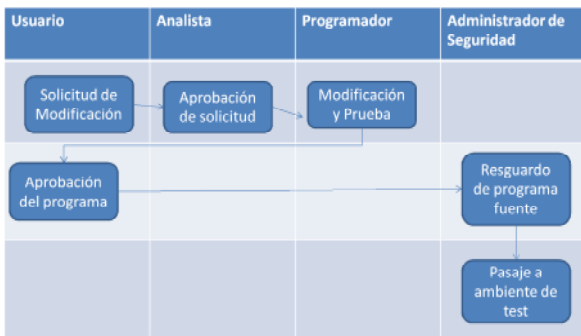 Usuario
Analista
Programador
Administrador de
Seguridad
Solicitud de
Modificación
Aprobación
de solicitud
Modificación
y Prueba
Aprobación
del programa
Resguardo
de programa
fuente
Pasaje a
ambiente de
test